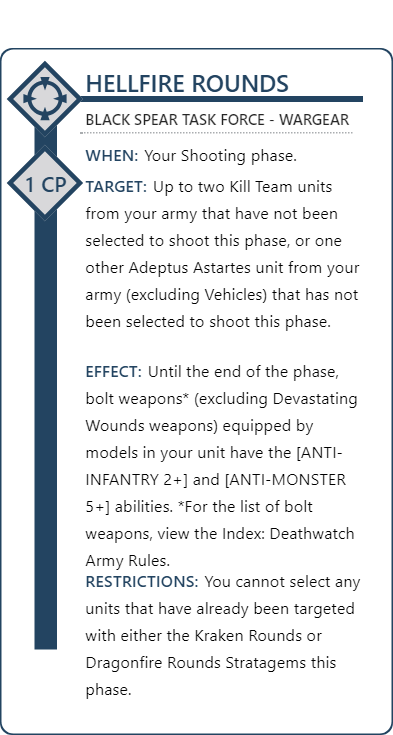 HELLFIRE ROUNDS
BLACK SPEAR TASK FORCE - WARGEAR
WHEN: Your Shooting phase.
1 CP
TARGET: Up to two Kill Team units
from your army that have not been
selected to shoot this phase, or one
other Adeptus Astartes unit from your
army (excluding Vehicles) that has not
been selected to shoot this phase.
EFFECT: Until the end of the phase,
bolt weapons* (excluding Devastating
Wounds weapons) equipped by
models in your unit have the [ANTI-
INFANTRY 2+] and [ANTI-MONSTER
5+] abilities. *For the list of bolt
weapons, view the Index: Deathwatch
Army Rules.
RESTRICTIONS: You cannot select any
units that have already been targeted
with either the Kraken Rounds or
Dragonfire Rounds Stratagems this
phase.